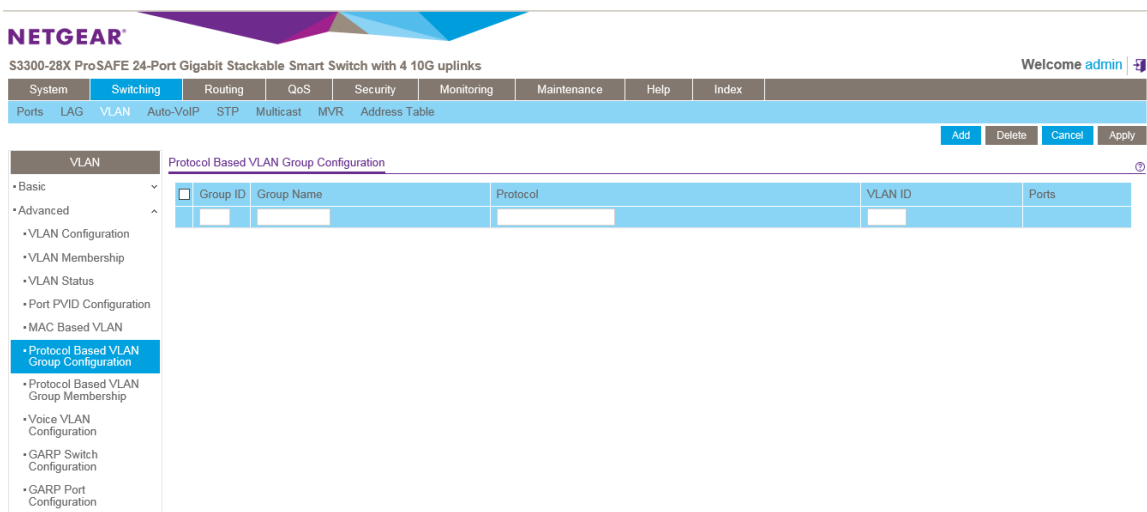 NETGEAR®
S3300-28X ProSAFE 24-Port Gigabit Stackable Smart Switch with 4 10G uplinks
Welcome admin
System Switching Routing QoS Security Monitoring Maintenance Help Index
Ports LAG VLAN Auto-VoIP STP Multicast MVR Address Table
Add Delete Cancel Apply
VLAN
Protocol Based VLAN Group Configuration
Group ID Group Name Protocol VLAN ID Ports
Basic
Advanced
VLAN Configuration
VLAN Membership
VLAN Status
Port PVID Configuration
MAC Based VLAN
Protocol Based VLAN
Group Configuration
Protocol Based VLAN
Group Membership
Voice VLAN
Configuration
GARP Switch
Configuration
GARP Port
Configuration